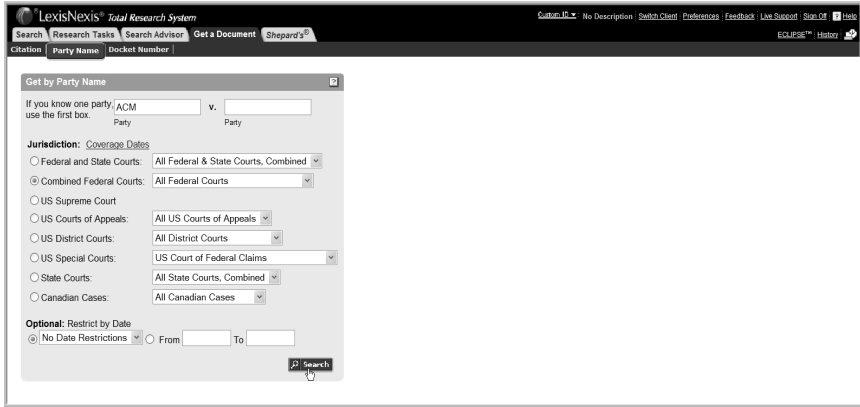 LexisNexis® Total Research System
Custom ID No Description | Switch Client | Preferences | Feedback | Live Support | Sign Off | ? Help
Search Research Tasks Search Advisor Get a Document Shepard's®
ECLIPSE™ | History |
Citation | Party Name | Docket Number |
Get by Party Name ?
If you know one party, ACM v.
use the first box.
Party Party
Jurisdiction: Coverage Dates
Federal and State Courts: All Federal & State Courts, Combined
Combined Federal Courts: All Federal Courts
US Supreme Court
US Courts of Appeals: All US Courts of Appeals
US District Courts: All District Courts
US Special Courts: US Court of Federal Claims
State Courts: All State Courts, Combined
Canadian Cases: All Canadian Cases
Optional: Restrict by Date
No Date Restrictions From To
Search